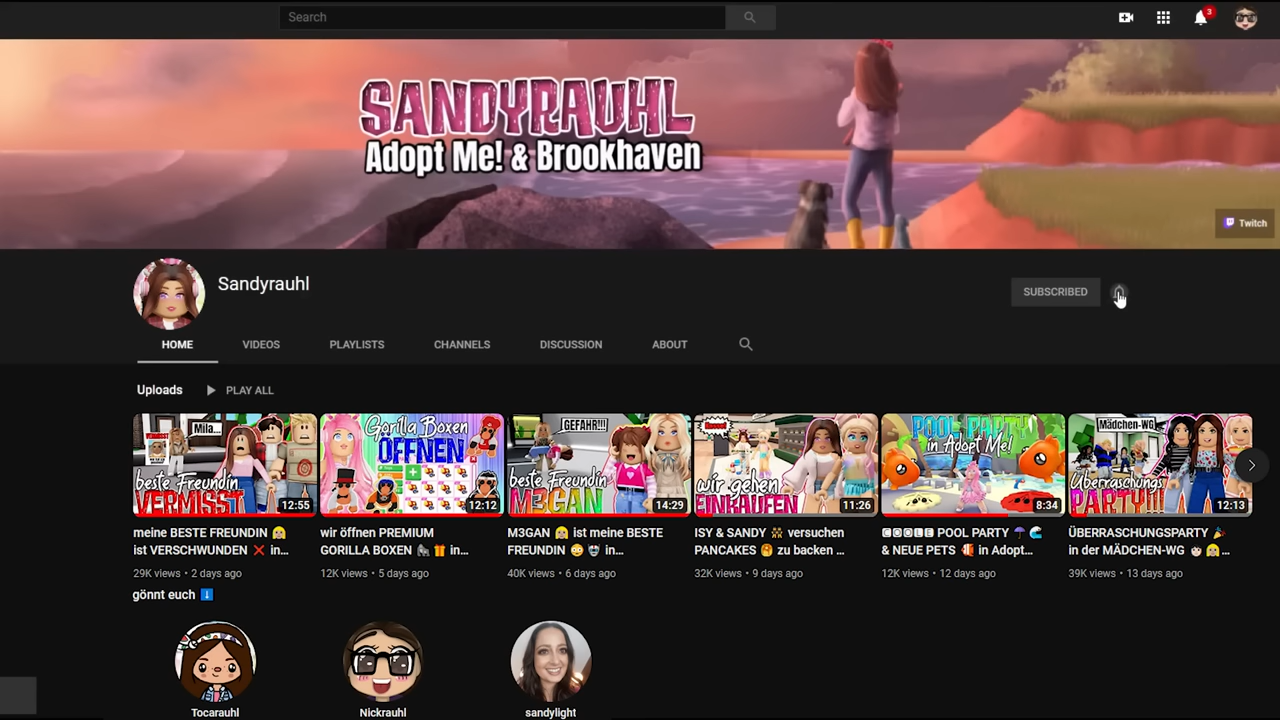 Search
3
SANDYRAUHL
Adopt Me! & Brookhaven
Twitch
Sandyrauhl
SUBSCRIBED
HOME
VIDEOS
PLAYLISTS
CHANNELS
DISCUSSION
ABOUT
Uploads
PLAY ALL
Mila...
beste Freundin
VERMISST
12:55
Gorilla Boxen
ÖFFNEN
12:12
GEFAHR!!!
beste Freundin
M3GAN
14:29
wir gehen
EINKAUFEN
11:26
POOL PARTY
in Adopt Me!
8:34
Mädchen-WG
Überraschungs
PARTY!!!
12:13
meine BESTE FREUNDIN 👩
ist VERSCHWUNDEN ❌ in...
29K views • 2 days ago
wir öffnen PREMIUM
GORILLA BOXEN 🦍 🎁 in...
12K views • 5 days ago
M3GAN 👩 ist meine BESTE
FREUNDIN 😳 in...
40K views • 6 days ago
ISY & SANDY 👯 versuchen
PANCAKES 🥞 zu backen ...
32K views • 9 days ago
🅲🅾🅾🅻🅴 POOL PARTY ☂ 🌊
& NEUE PETS 🐠 in Adopt...
12K views • 12 days ago
ÜBERRASCHUNGSPARTY 🎉
in der MÄDCHEN-WG 👩...
39K views • 13 days ago
gönnt euch ⬇
Tocarauhl
Nickrauhl
sandylight